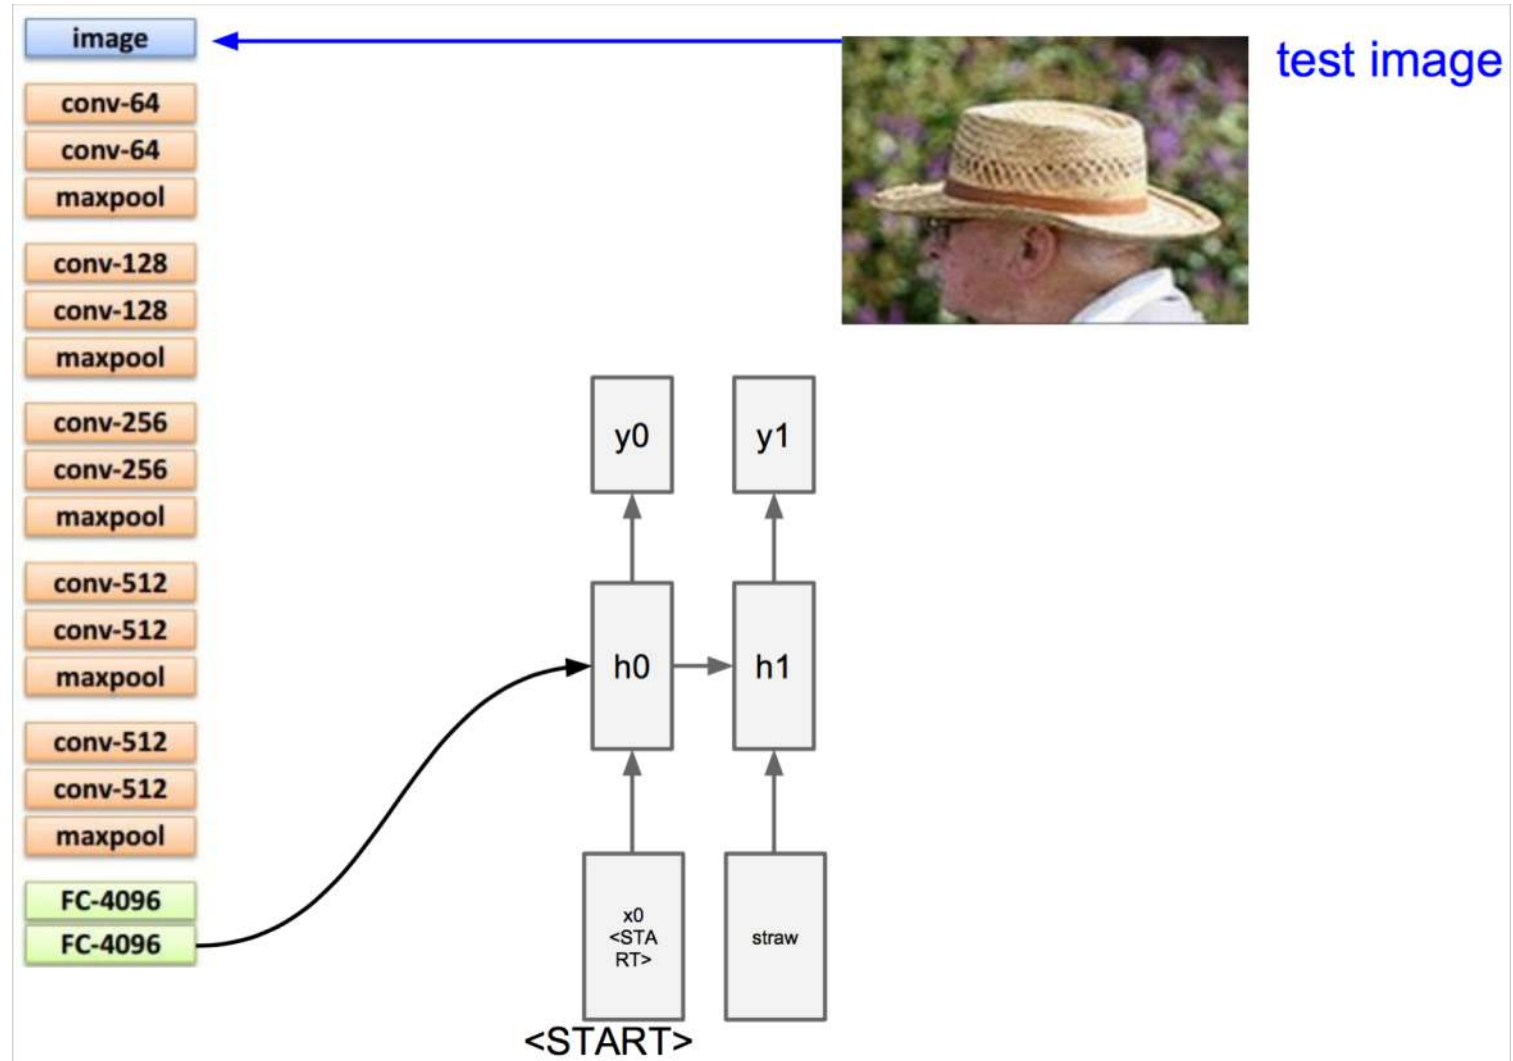 image
test image
conv-64
conv-64
maxpool
conv-128
conv-128
maxpool
conv-256
conv-256
maxpool
conv-512
conv-512
maxpool
conv-512
conv-512
maxpool
FC-4096
FC-4096
y0
y1
h0
h1
x0
<STA
RT>
straw
<START>